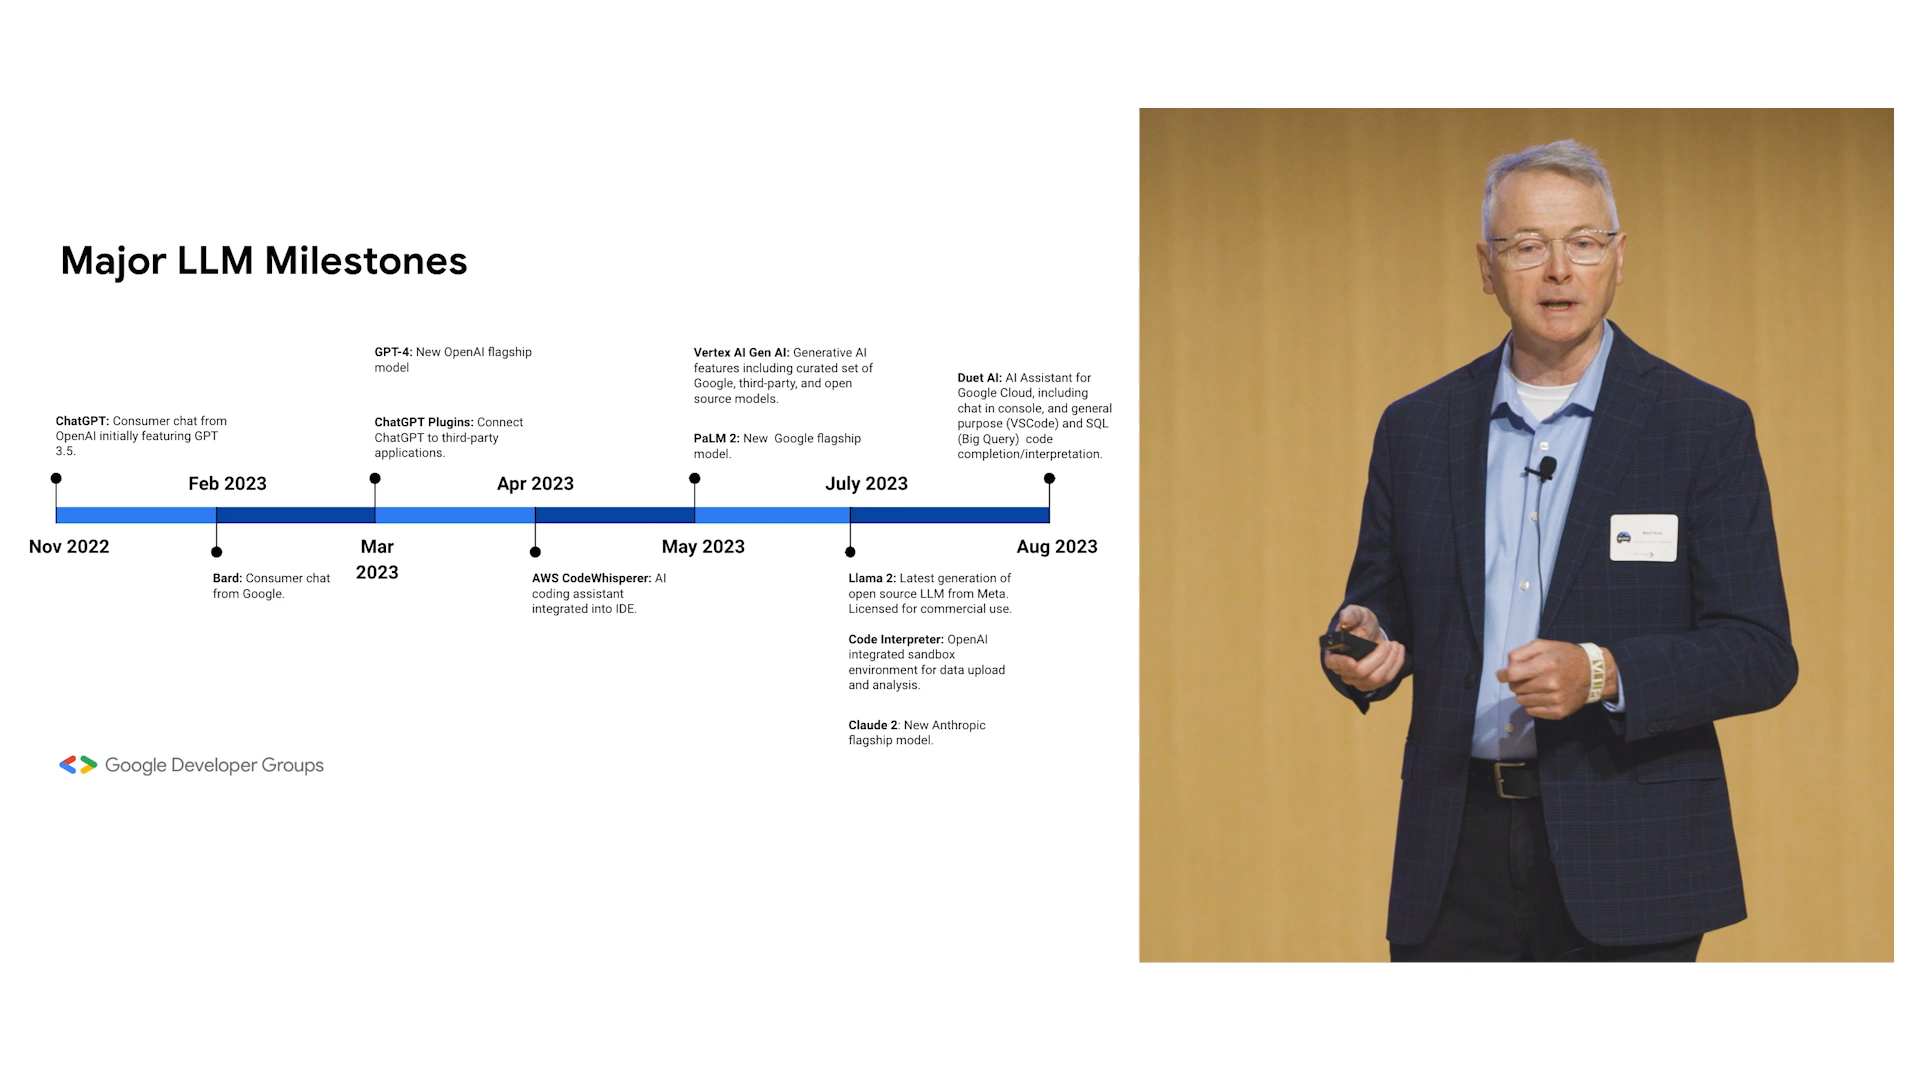 Major LLM Milestones
GPT-4: New OpenAI flagship
model
ChatGPT: Consumer chat from
OpenAI initially featuring GPT
3.5.
ChatGPT Plugins: Connect
ChatGPT to third-party
applications.
Vertex AI Gen AI: Generative AI
features including curated set of
Google, third-party, and open
source models.
PaLM 2: New  Google flagship
model.
Duet AI: AI Assistant for
Google Cloud, including
chat in console, and general
purpose (VSCode) and SQL
(Big Query)  code
completion/interpretation.
Feb 2023
Apr 2023
July 2023
Nov 2022
Mar
2023
May 2023
Aug 2023
Bard: Consumer chat
from Google.
AWS CodeWhisperer: AI
coding assistant
integrated into IDE.
Llama 2: Latest generation of
open source LLM from Meta.
Licensed for commercial use.
Code Interpreter: OpenAI
integrated sandbox
environment for data upload
and analysis.
Claude 2: New Anthropic
flagship model.
Google Developer Groups